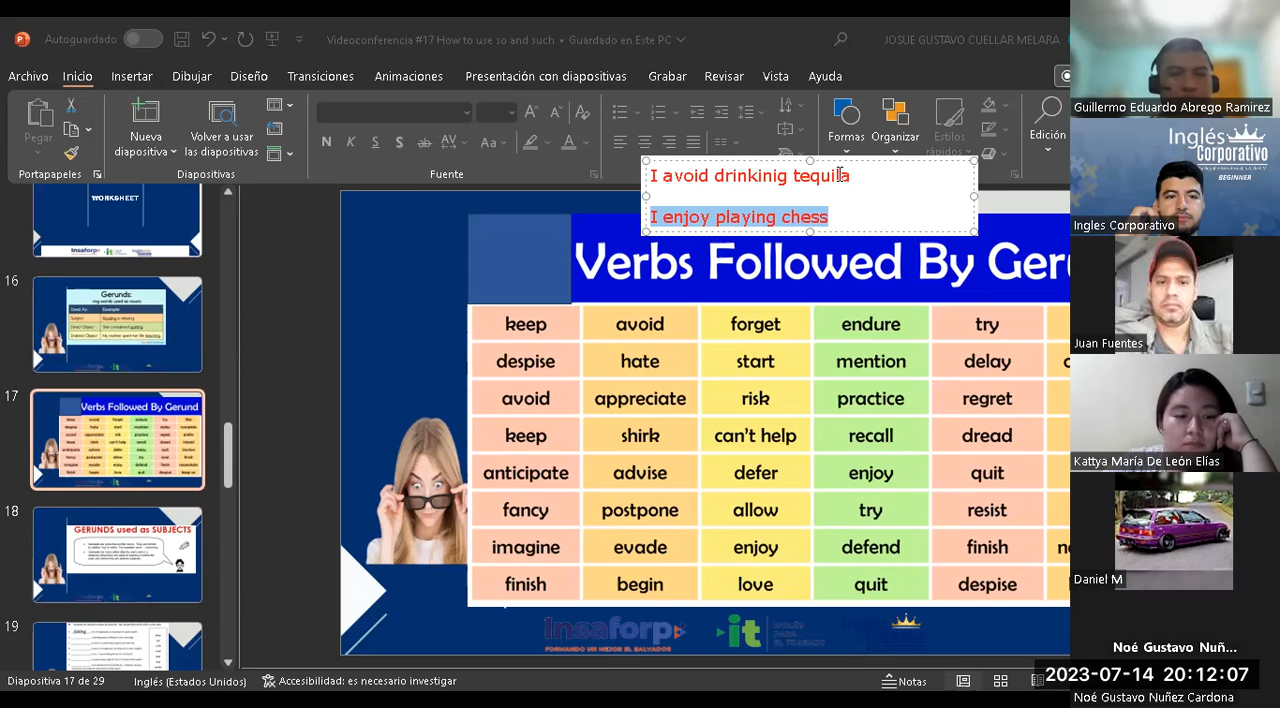 Autoguardado
Videoconferencia #17 How to use so and such • Guardado en Este PC
JOSUE GUSTAVO CUELLAR MELARA
Archivo Inicio Insertar Dibujar Diseño Transiciones Animaciones Presentación con diapositivas Grabar Revisar Vista Ayuda
Pegar
Nueva diapositiva
Volver a usar las diapositivas
Formas
Organizar
Estilos rápidos
Edición
Portapapeles
Diapositivas
Fuente
I avoid drinkinig tequila
I enjoy playing chess
WORKSHEET
16
Gerunds:
17
Verbs Followed By Gerund
18
GERUNDS used as SUBJECTS
19
Verbs Followed By Geru
keep avoid forget endure try
despise hate start mention delay
avoid appreciate risk practice regret
keep shirk can't help recall dread
anticipate advise defer enjoy quit
fancy postpone allow try resist
imagine evade enjoy defend finish
finish begin love quit despise
Insaforp
FORMANDO UN MEJOR EL SALVADOR
it
INGLÉS PARA EL TRABAJO
Diapositiva 17 de 29
Inglés (Estados Unidos)
Accesibilidad: es necesario investigar
Notas
Guillermo Eduardo Abrego Ramirez
Inglés Corporativo
BEGINNER
Ingles Corporativo
Juan Fuentes
Kattya María De León Elías
Daniel M
Noé Gustavo Nuñ...
2023-07-14 20:12:07
Noé Gustavo Nuñez Cardona